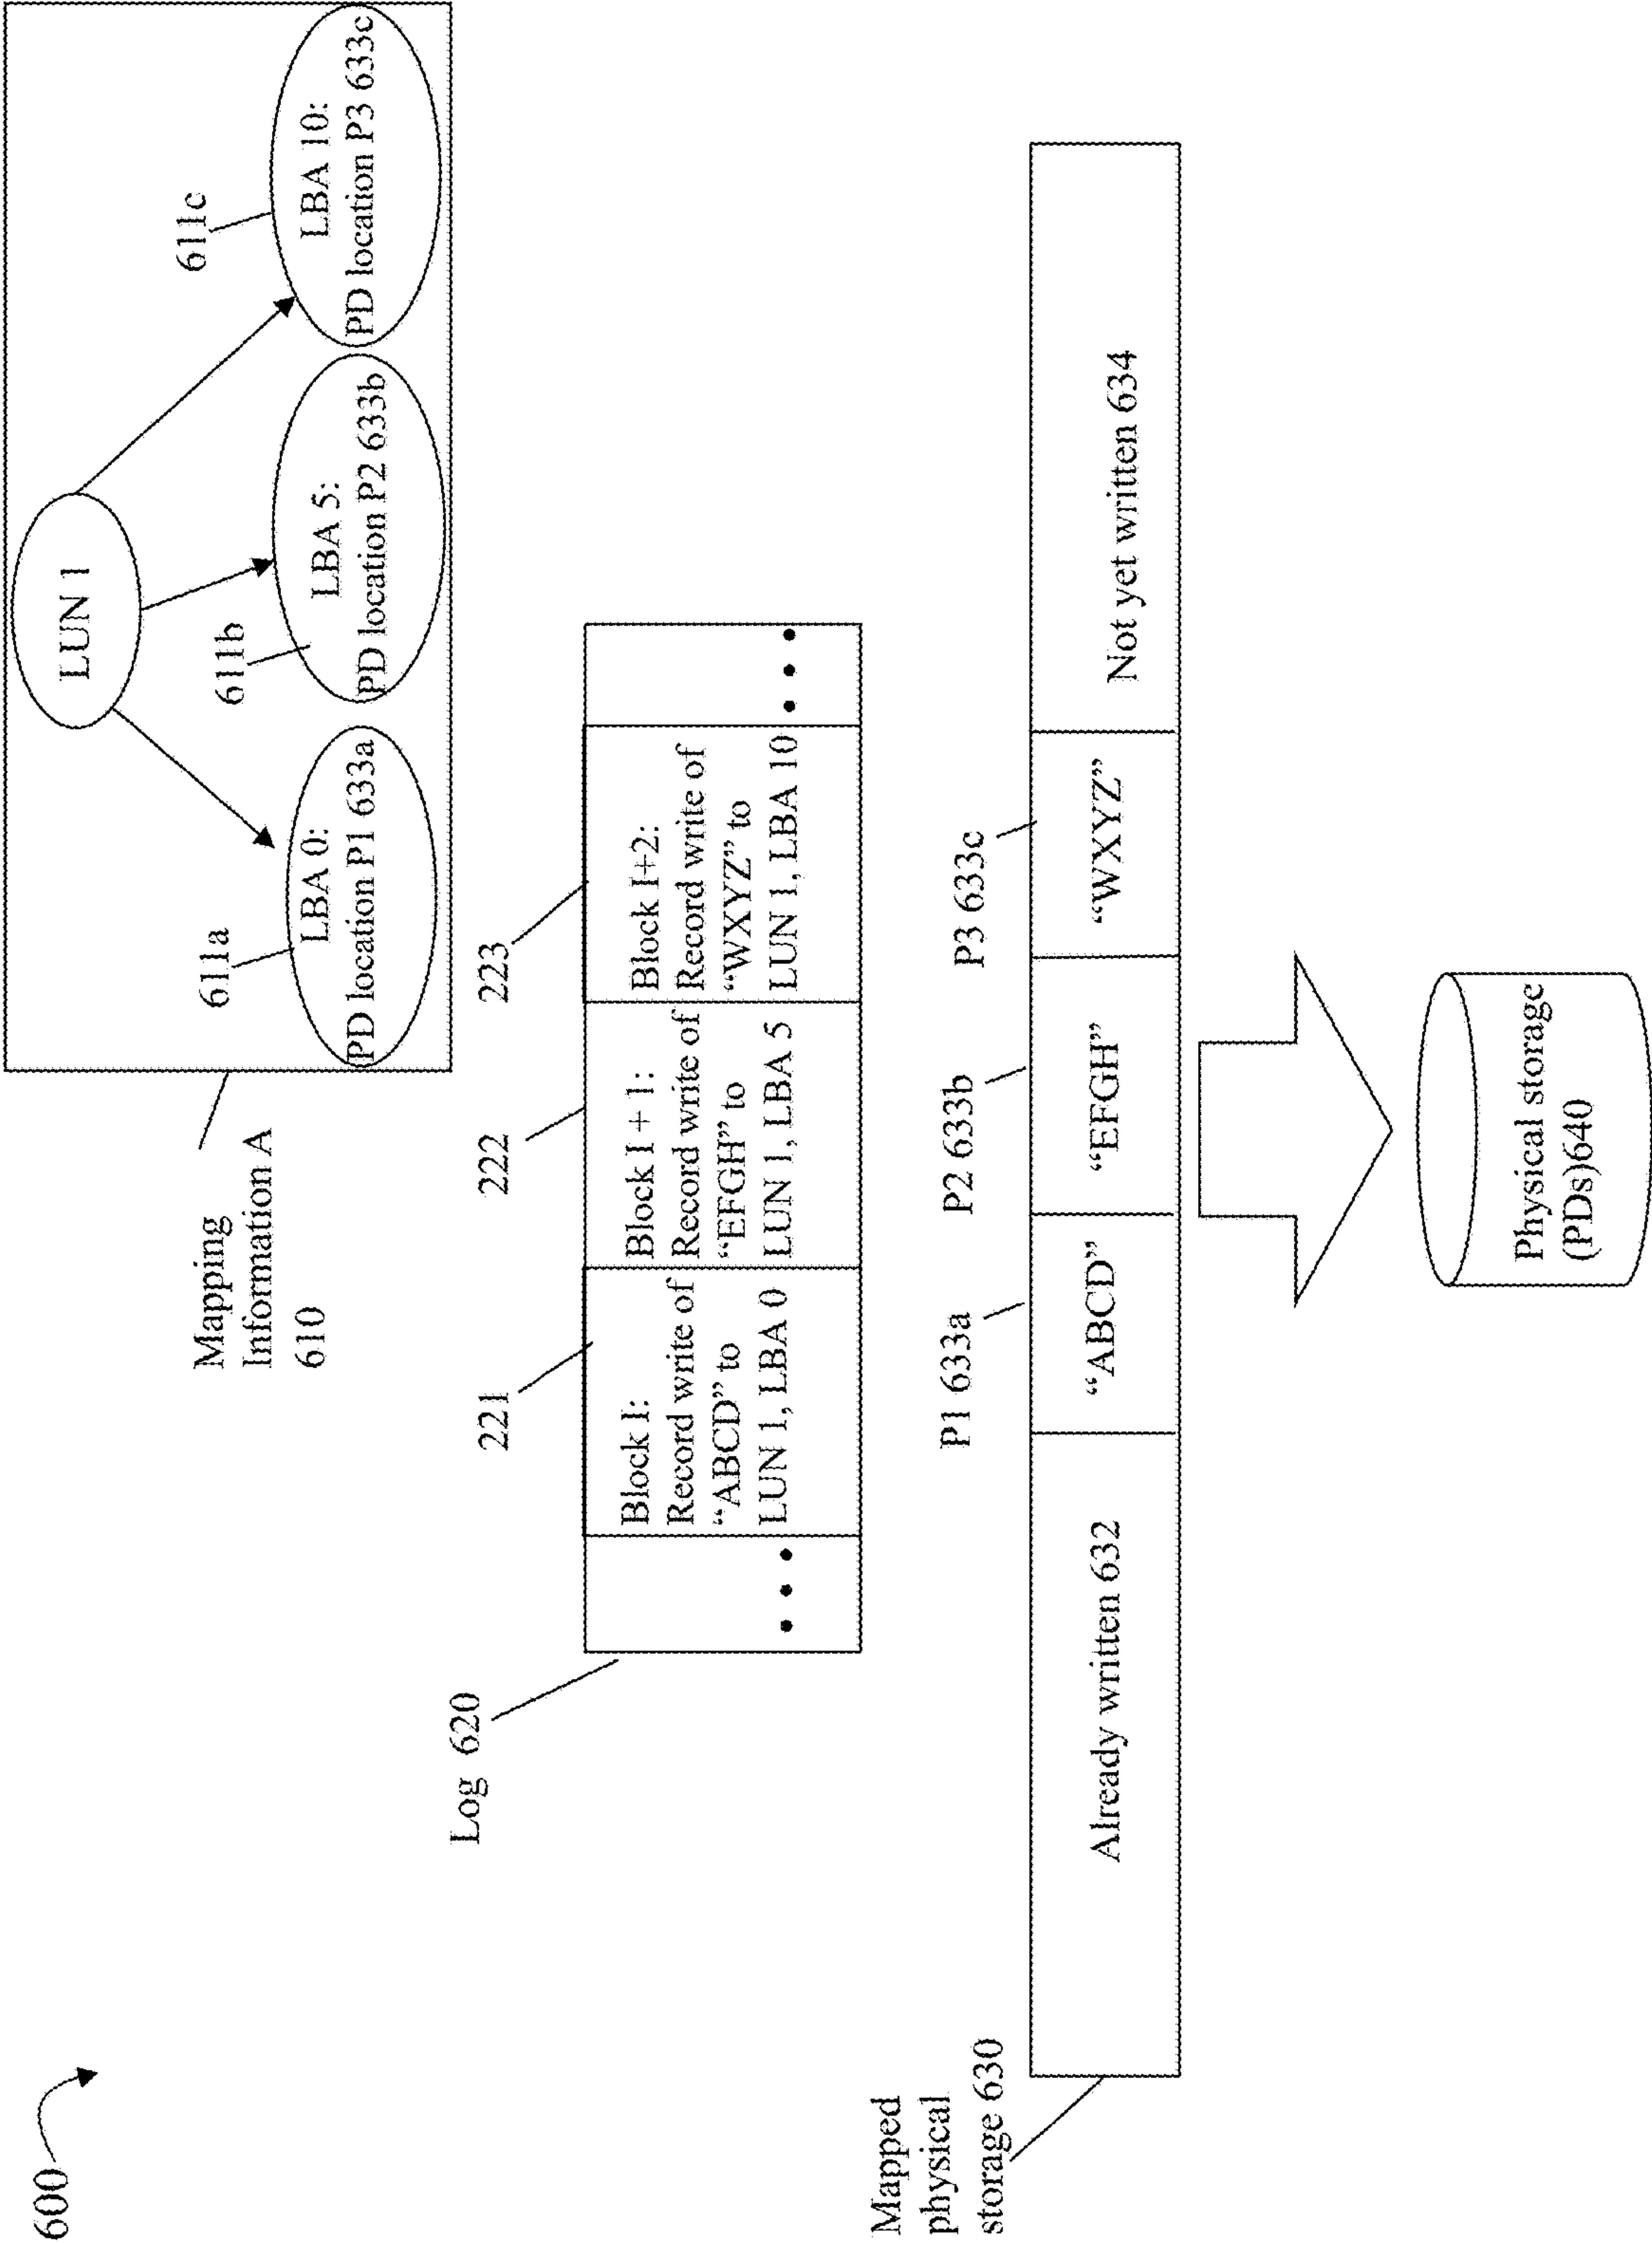 600
LUN 1
611a
611b
611c
LBA 0:
PD location P1 633a
LBA 5:
PD location P2 633b
LBA 10:
PD location P3 633c
Mapping
Information A
610
Log 620
221
222
223
Block I:
Record write of
“ABCD” to
LUN 1, LBA 0
Block I + 1:
Record write of
“EFGH” to
LUN 1, LBA 5
Block I+2:
Record write of
“WXYZ” to
LUN 1, LBA 10
Mapped
physical
storage 630
P1 633a
P2 633b
P3 633c
Already written 632
“ABCD”
“EFGH”
“WXYZ”
Not yet written 634
Physical storage
(PDs)640